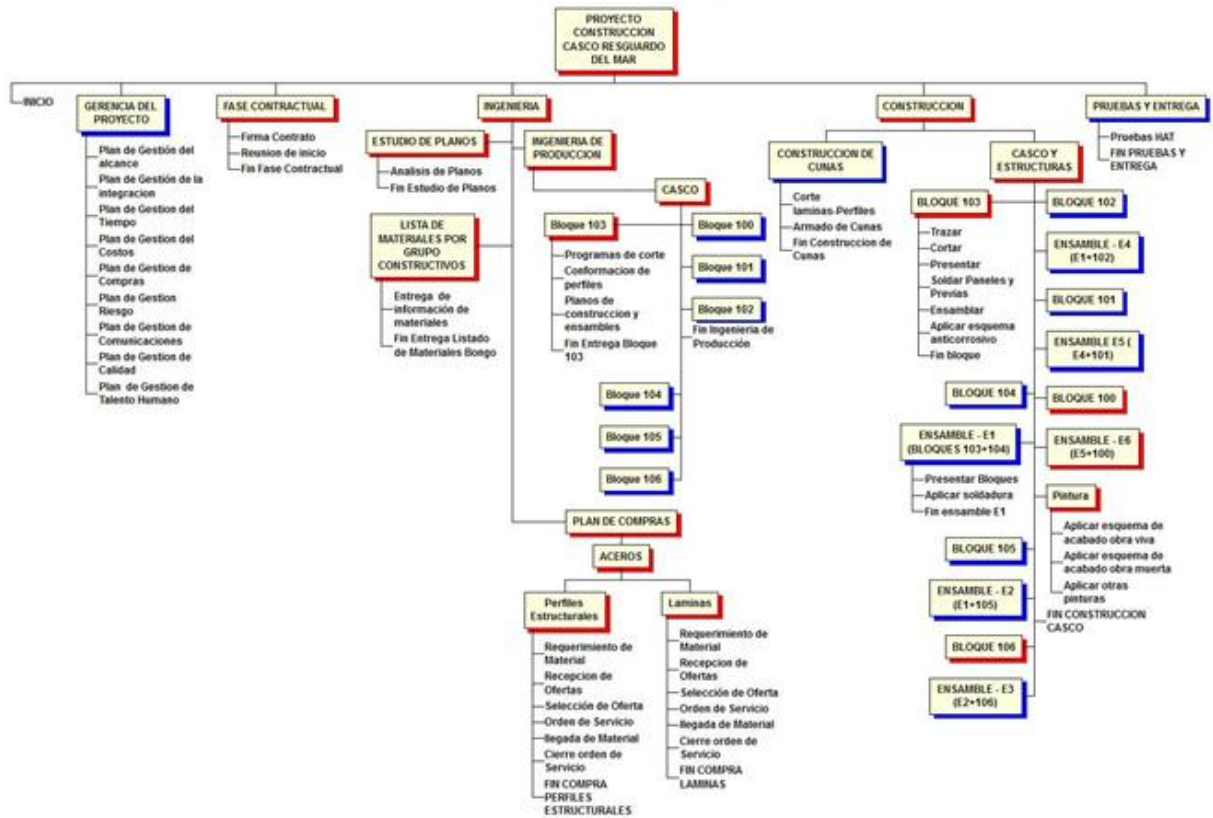 PROYECTO
CONSTRUCCION
CASCO RESGUARDO
DEL MAR
INICIO
GERENCIA DEL
PROYECTO
Plan de Gestión del
alcance
Plan de Gestión de la
integracion
Plan de Gestion del
Tiempo
Plan de Gestion del
Costos
Plan de Gestion de
Compras
Plan de Gestion
Riesgo
Plan de Gestion de
Comunicaciones
Plan de Gestion de
Calidad
Plan de Gestion de
Talento Humano
FASE CONTRACTUAL
Firma Contrato
Reunion de inicio
Fin Fase Contractual
INGENIERIA
ESTUDIO DE PLANOS
Analisis de Planos
Fin Estudio de Planos
LISTA DE
MATERIALES POR
GRUPO
CONSTRUCTIVOS
Entrega de
información de
materiales
Fin Entrega Listado
de Materiales Bongo
INGENIERIA DE
PRODUCCION
CASCO
Bloque 103
Programas de corte
Conformacion de
perfiles
Planos de
construccion y
ensambles
Fin Entrega Bloque
103
Bloque 100
Bloque 101
Bloque 102
Fin Ingenieria de
Producción
Bloque 104
Bloque 105
Bloque 106
PLAN DE COMPRAS
ACEROS
Perfiles
Estructurales
Requerimiento de
Material
Recepcion de
Ofertas
Selección de Oferta
Orden de Servicio
llegada de Material
Cierre orden de
Servicio
FIN COMPRA
PERFILES
ESTRUCTURALES
Laminas
Requerimiento de
Material
Recepcion de
Ofertas
Selección de Oferta
Orden de Servicio
llegada de Material
Cierre orden de
Servicio
FIN COMPRA
LAMINAS
CONSTRUCCION
CONSTRUCCION DE
CUNAS
Corte
laminas-Perfiles
Armado de Cunas
Fin Construccion de
Cunas
CASCO Y
ESTRUCTURAS
BLOQUE 103
Trazar
Cortar
Presentar
Soldar Paneles y
Previas
Ensamblar
Aplicar esquema
anticorrosivo
Fin bloque
BLOQUE 102
ENSAMBLE - E4
(E1+102)
BLOQUE 101
ENSAMBLE E5 (
E4+101)
BLOQUE 104
BLOQUE 100
ENSAMBLE - E1
(BLOQUES 103+104)
Presentar Bloques
Aplicar soldadura
Fin ensamble E1
ENSAMBLE - E6
(E5+100)
Pintura
Aplicar esquema de
acabado obra viva
Aplicar esquema de
acabado obra muerta
Aplicar otras
pinturas
FIN CONSTRUCCION
CASCO
BLOQUE 105
ENSAMBLE - E2
(E1+105)
BLOQUE 106
ENSAMBLE - E3
(E2+106)
PRUEBAS Y ENTREGA
Pruebas HAT
FIN PRUEBAS Y
ENTREGA